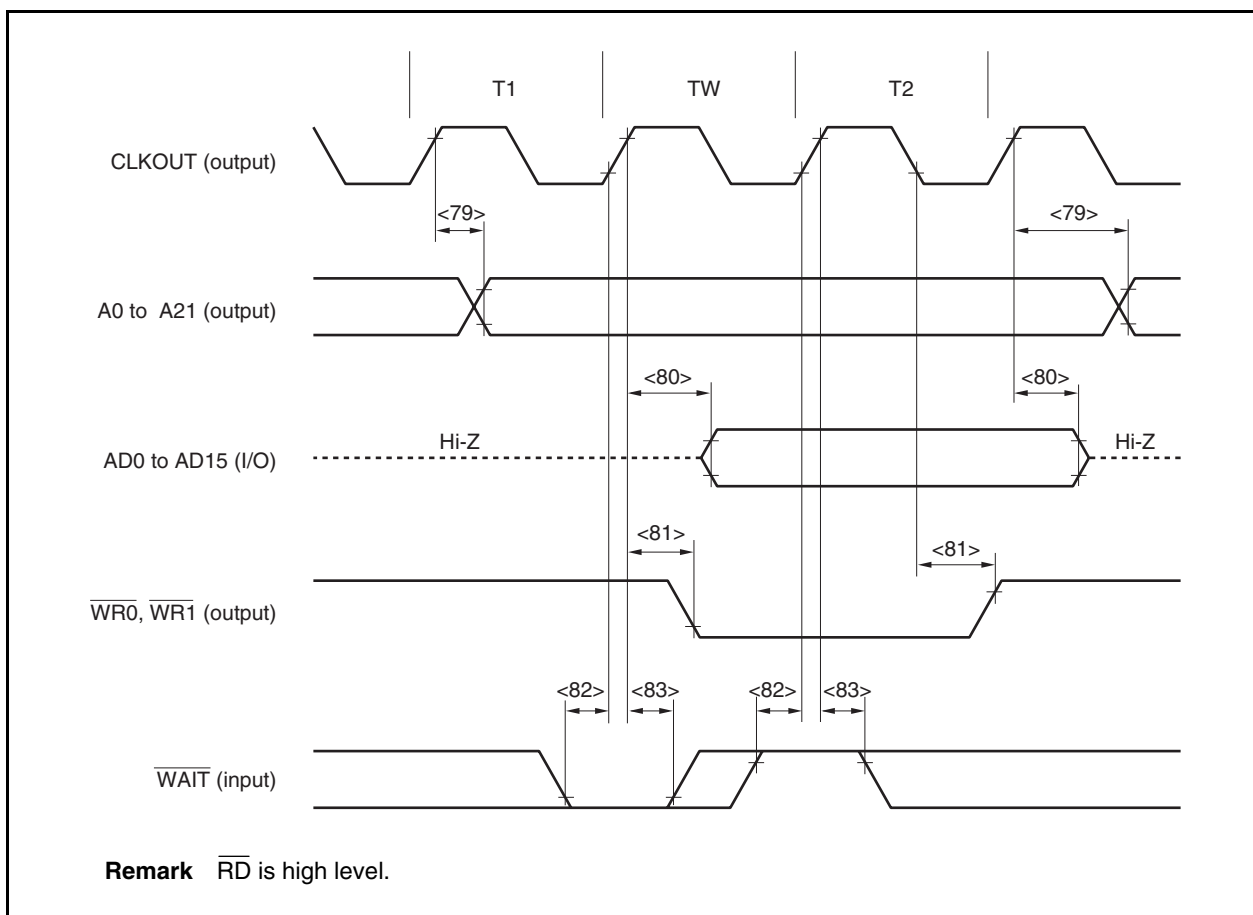 T1 TW T2
CLKOUT (output)
<79> <79>
A0 to A21 (output)
<80> <80>
Hi-Z Hi-Z
AD0 to AD15 (I/O)
<81> <81>
WR0, WR1 (output)
<82> <83> <82> <83>
WAIT (input)
Remark RD is high level.